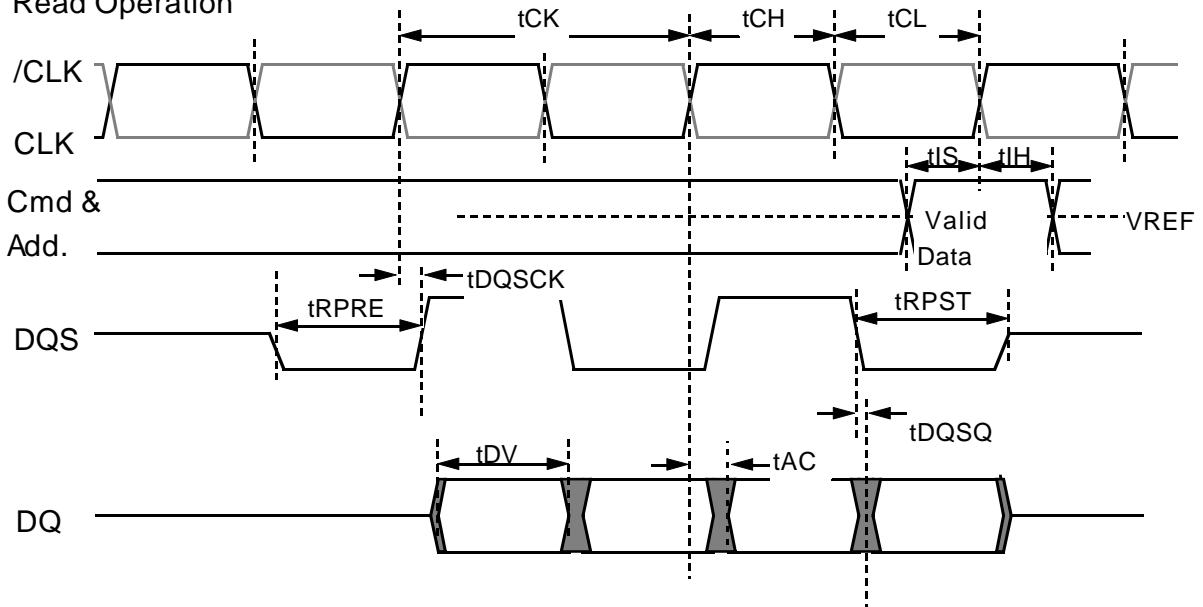 Read Operation
tCK tCH tCL
/CLK
CLK
tIS tIH
Cmd &
Add.
Valid
Data
VREF
tDQSCK
tRPRE
tRPST
DQS
tDQSQ
tDV
tAC
DQ